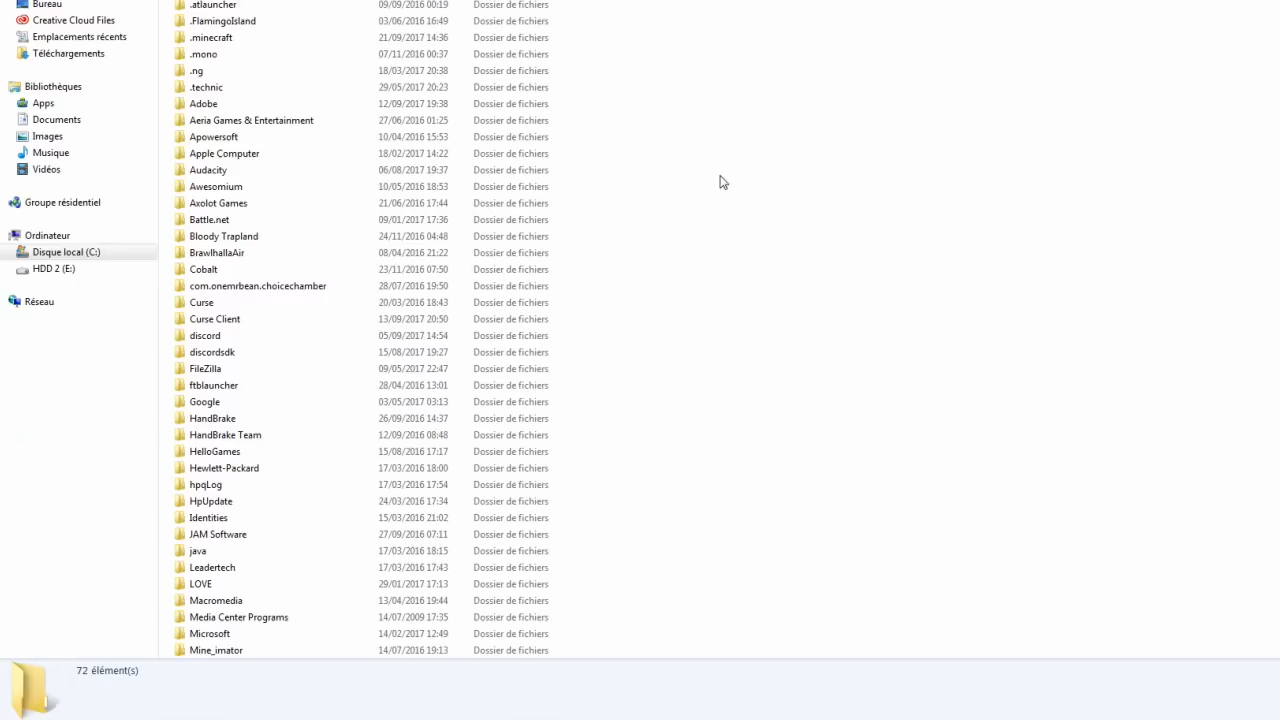 Bureau
Creative Cloud Files
Emplacements récents
Téléchargements
Bibliothèques
Apps
Documents
Images
Musique
Vidéos
Groupe résidentiel
Ordinateur
Disque local (C:)
HDD 2 (E:)
Réseau
.atlauncher 09/09/2016 00:19 Dossier de fichiers
.FlamingoIsland 03/06/2016 16:49 Dossier de fichiers
.minecraft 21/09/2017 14:36 Dossier de fichiers
.mono 07/11/2016 00:37 Dossier de fichiers
.ng 18/03/2017 20:38 Dossier de fichiers
.technic 29/05/2017 20:23 Dossier de fichiers
Adobe 12/09/2017 19:38 Dossier de fichiers
Aeria Games & Entertainment 27/06/2016 01:25 Dossier de fichiers
Apowersoft 10/04/2016 15:53 Dossier de fichiers
Apple Computer 18/02/2017 14:22 Dossier de fichiers
Audacity 06/08/2017 19:37 Dossier de fichiers
Awesomium 10/05/2016 18:53 Dossier de fichiers
Axolot Games 21/06/2016 17:44 Dossier de fichiers
Battle.net 09/01/2017 17:36 Dossier de fichiers
Bloody Trapland 24/11/2016 04:48 Dossier de fichiers
BrawlhallaAir 08/04/2016 21:22 Dossier de fichiers
Cobalt 23/11/2016 07:50 Dossier de fichiers
com.onemrbean.choicechamber 28/07/2016 19:50 Dossier de fichiers
Curse 20/03/2016 18:43 Dossier de fichiers
Curse Client 13/09/2017 20:50 Dossier de fichiers
discord 05/09/2017 14:54 Dossier de fichiers
discordsdk 15/08/2017 19:27 Dossier de fichiers
FileZilla 09/05/2017 22:47 Dossier de fichiers
ftblauncher 28/04/2016 13:01 Dossier de fichiers
Google 03/05/2017 03:13 Dossier de fichiers
HandBrake 26/09/2016 14:37 Dossier de fichiers
HandBrake Team 12/09/2016 08:48 Dossier de fichiers
HelloGames 15/08/2016 17:17 Dossier de fichiers
Hewlett-Packard 17/03/2016 18:00 Dossier de fichiers
hpqLog 17/03/2016 17:54 Dossier de fichiers
HpUpdate 24/03/2016 17:34 Dossier de fichiers
Identities 15/03/2016 21:02 Dossier de fichiers
JAM Software 27/09/2016 07:11 Dossier de fichiers
java 17/03/2016 18:15 Dossier de fichiers
Leadertech 17/03/2016 17:43 Dossier de fichiers
LOVE 29/01/2017 17:13 Dossier de fichiers
Macromedia 13/04/2016 19:44 Dossier de fichiers
Media Center Programs 14/07/2009 17:35 Dossier de fichiers
Microsoft 14/02/2017 12:49 Dossier de fichiers
Mine_imator 14/07/2016 19:13 Dossier de fichiers
72 élément(s)